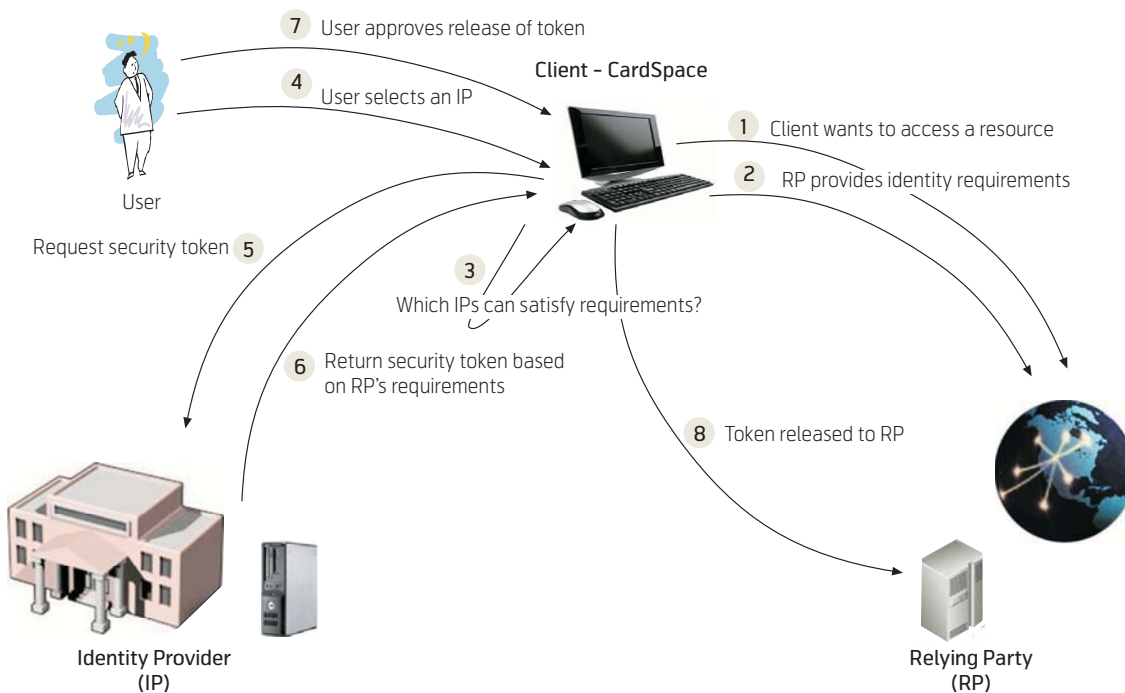 7 User approves release of token
Client - CardSpace
4 User selects an IP
1 Client wants to access a resource
2 RP provides identity requirements
User
Request security token 5
3
Which IPs can satisfy requirements?
6 Return security token based
on RP's requirements
8 Token released to RP
Identity Provider
(IP)
Relying Party
(RP)